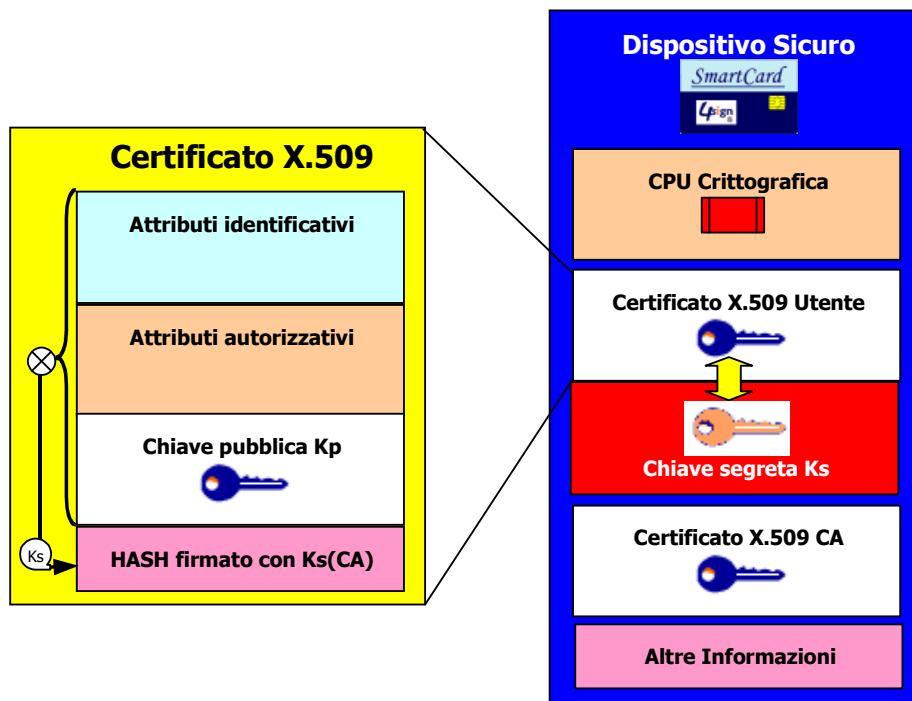 Certificato X.509
Attributi identificativi
Attributi autorizzativi
Chiave pubblica Kp
Ks
HASH firmato con Ks(CA)
Dispositivo Sicuro
SmartCard
4sign
CPU Crittografica
Certificato X.509 Utente
Chiave segreta Ks
Certificato X.509 CA
Altre Informazioni